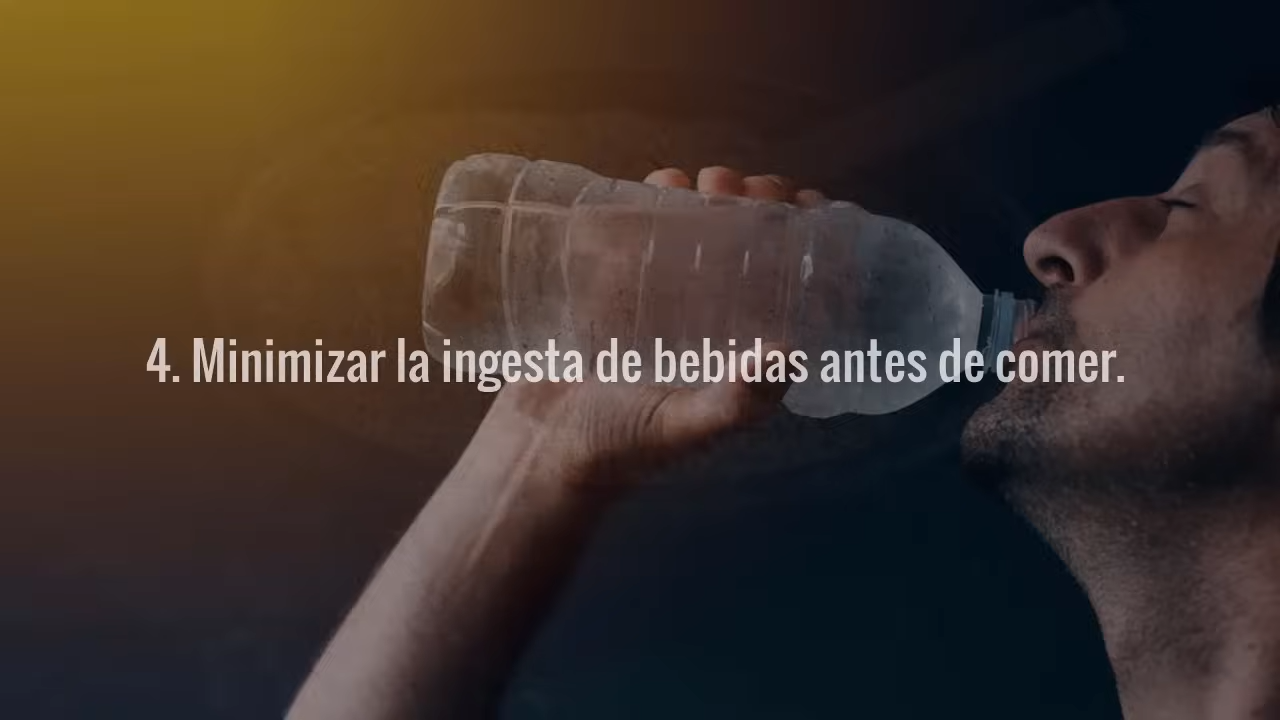 4. Minimizar la ingesta de bebidas antes de comer.